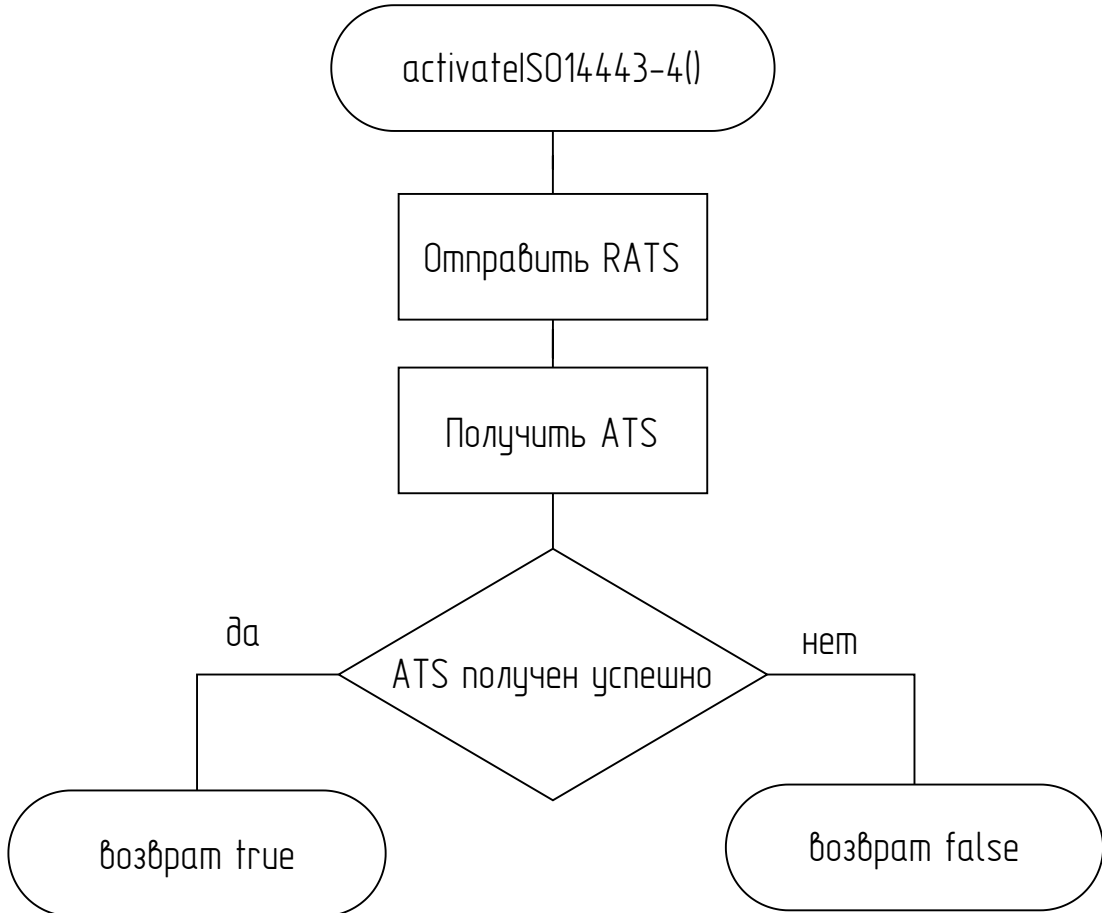 activateISO14443-4()
Отправить RATS
Получить ATS
ATS получен успешно
да
нет
возврат true
возврат false